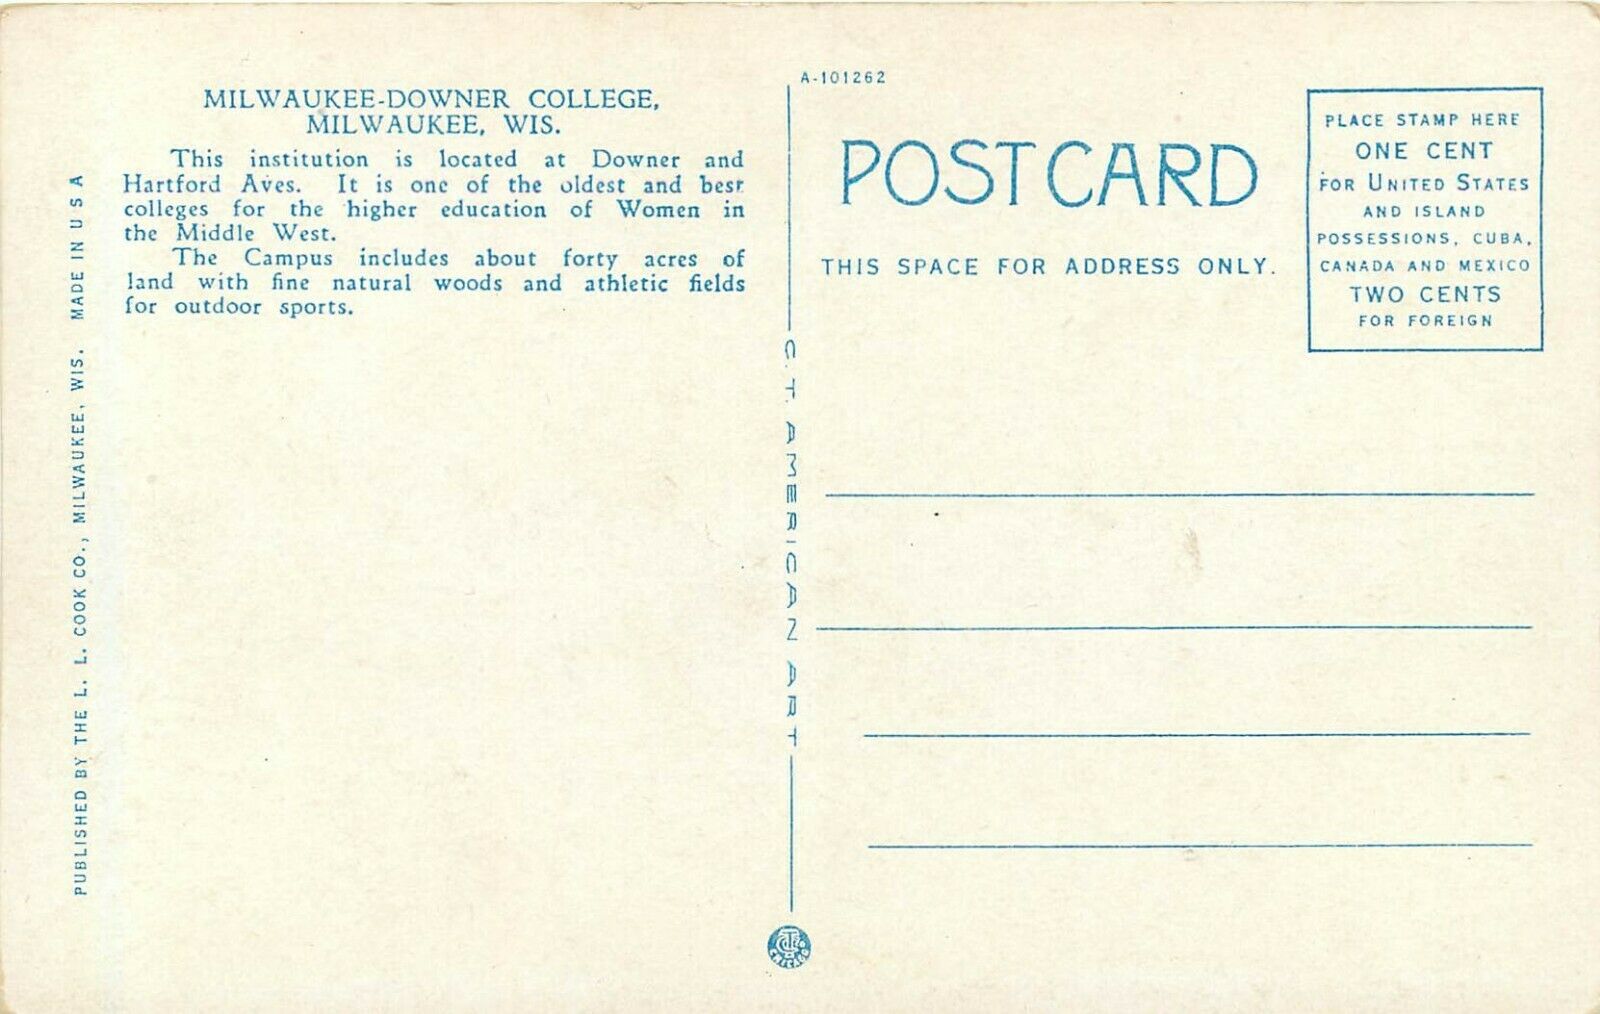 MILWAUKEE-DOWNER COLLEGE,
MILWAUKEE, WIS.
This institution is located at Downer and
Hartford Aves. It is one of the oldest and best
colleges for the higher education of Women in
the Middle West.
The Campus includes about forty acres of
land with fine natural woods and athletic fields
for outdoor sports.
PUBLISHED BY THE L. L. COOK CO., MILWAUKEE, WIS. MADE IN U S A
A-101262
C. T. AMERICAN ART
CHICAGO
POST CARD
THIS SPACE FOR ADDRESS ONLY.
PLACE STAMP HERE
ONE CENT
FOR UNITED STATES
AND ISLAND
POSSESSIONS, CUBA,
CANADA AND MEXICO
TWO CENTS
FOR FOREIGN